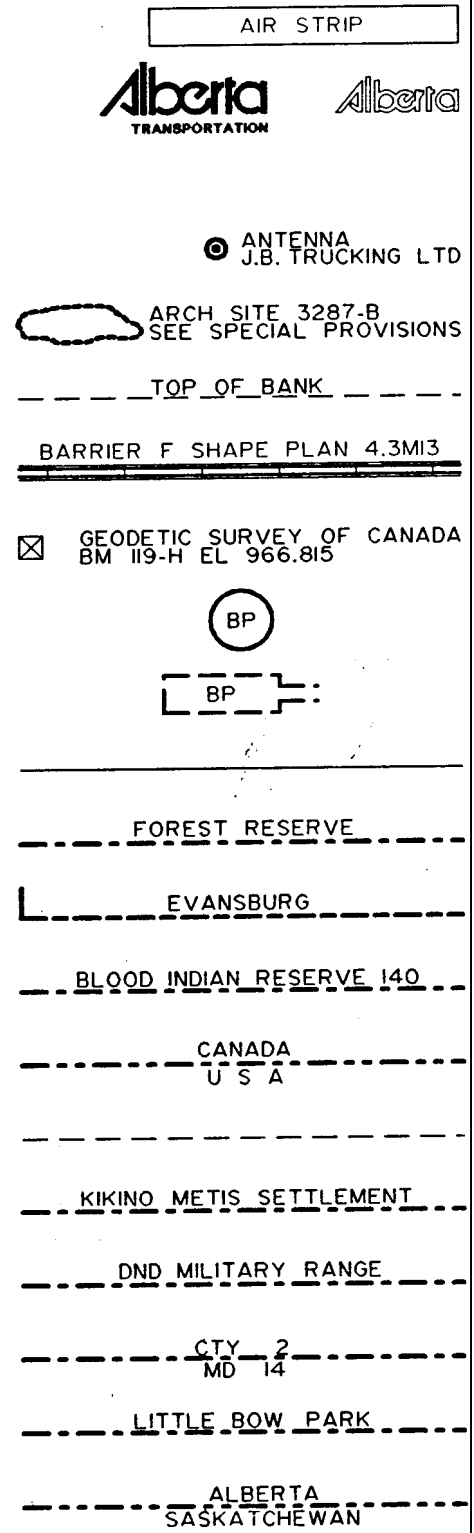 AIR STRIP
Alberta
TRANSPORTATION
Alberta
ANTENNA
J.B. TRUCKING LTD
ARCH SITE 3287-B
SEE SPECIAL PROVISIONS
TOP OF BANK
BARRIER F SHAPE PLAN 4.3M13
GEODETIC SURVEY OF CANADA
BM 119-H EL 966.815
BP
BP
FOREST RESERVE
EVANSBURG
BLOOD INDIAN RESERVE 140
CANADA
U S A
KIKINO METIS SETTLEMENT
DND MILITARY RANGE
CTY 2
MD 14
LITTLE BOW PARK
ALBERTA
SASKATCHEWAN